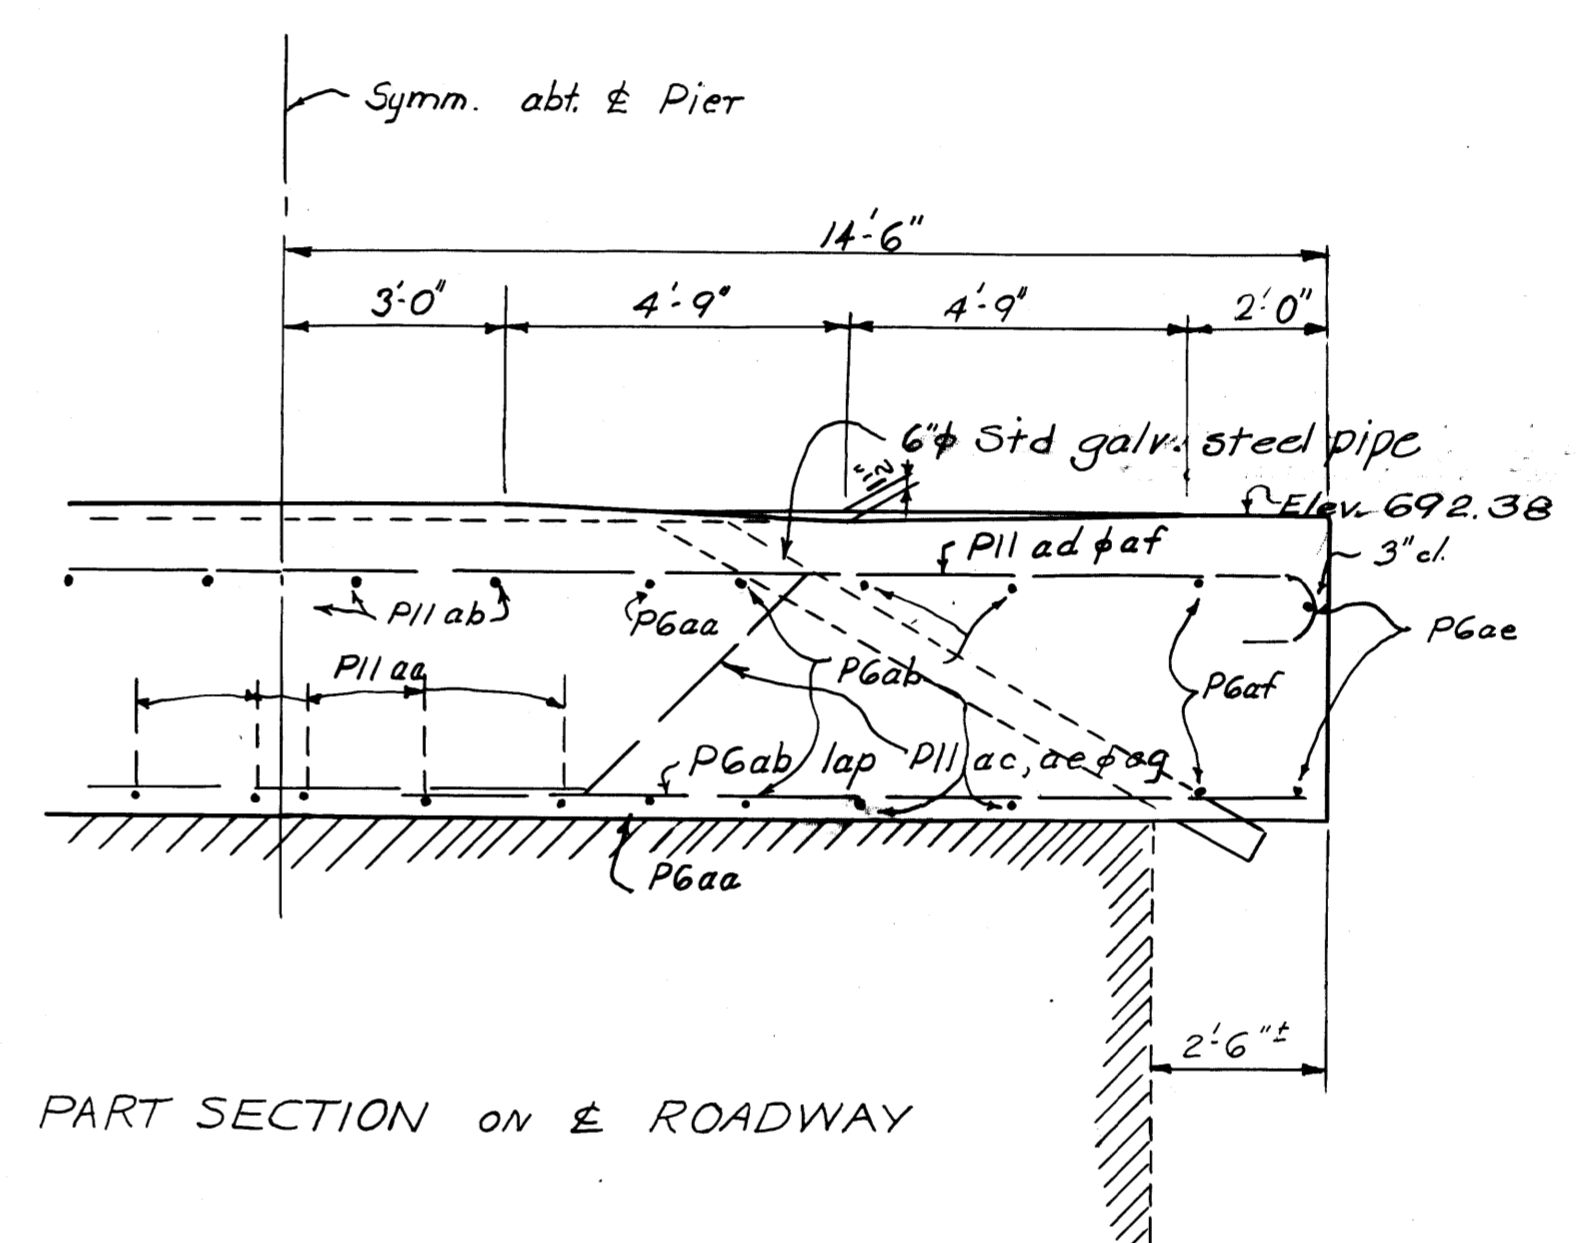 Symm. abt. ℄ Pier
14'-6"
3'-0" 4'-9" 4'-9" 2'-0"
6"ϕ Std galv. steel pipe
1/2"
Elev. 692.38
P11 ad & af
3" cl.
P11 ab
P6aa
P6ae
P11 aa
P6ab
P6af
P6ab lap
P11 ac, ae & ag
P6aa
2'-6"±
PART SECTION ON ℄ ROADWAY